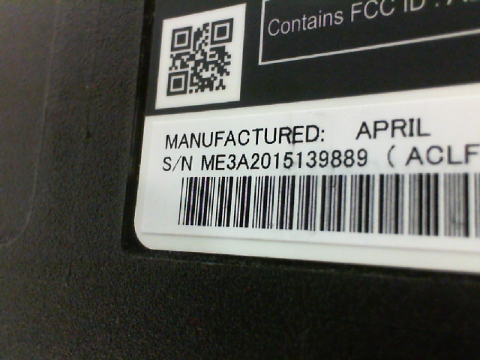 Contains FCC ID :
MANUFACTURED: APRIL
S/N ME3A2015139889 ( ACLF